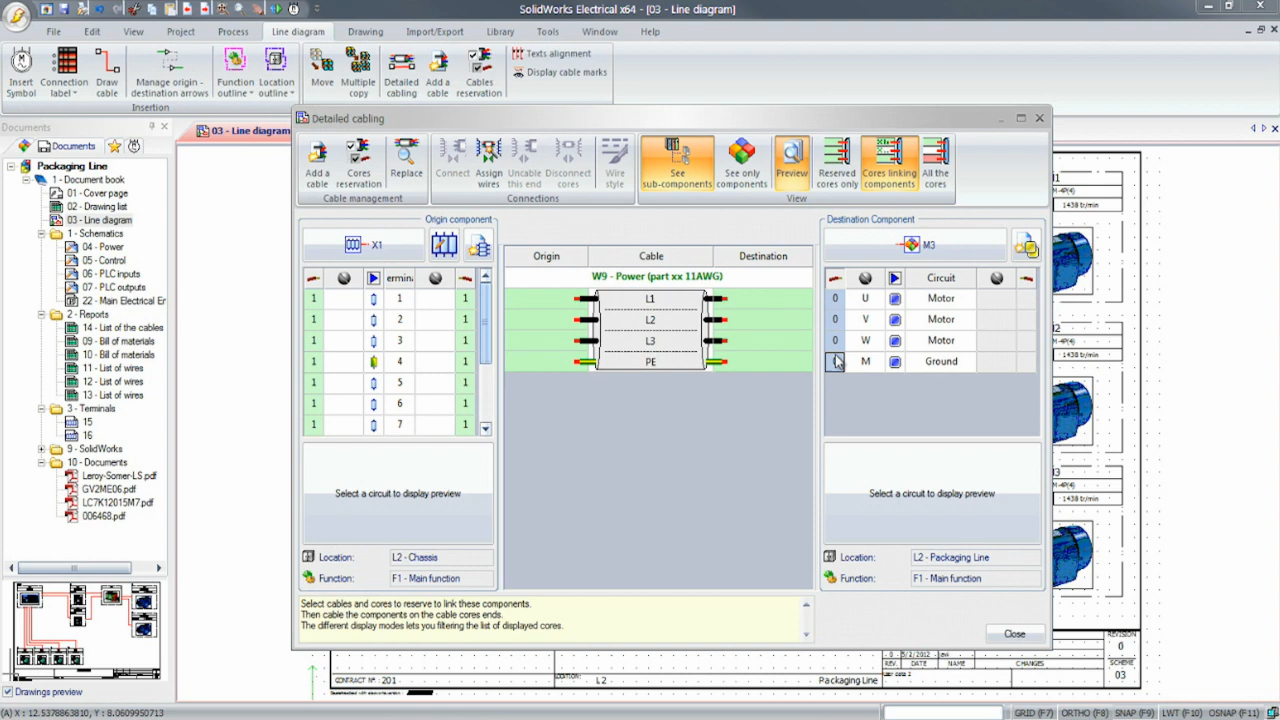 SolidWorks Electrical x64 - [03 - Line diagram]
File Edit View Project Process Line diagram Drawing Import/Export Library Tools Window Help
Insert Symbol
Connection label
Draw cable
Manage origin - destination arrows
Function outline
Location outline
Move
Multiple copy
Detailed cabling
Add a cable
Cables reservation
Texts alignment
Display cable marks
Insertion
Documents
03 - Line diagram
Documents
Packaging Line
1 - Document book
01 - Cover page
02 - Drawing list
03 - Line diagram
1 - Schematics
04 - Power
05 - Control
06 - PLC inputs
07 - PLC outputs
22 - Main Electrical Er
2 - Reports
14 - List of the cables
09 - Bill of materials
10 - Bill of materials
11 - List of wires
12 - List of wires
13 - List of wires
3 - Terminals
15
16
9 - SolidWorks
10 - Documents
Leroy-Somer-LS.pdf
GV2ME06.pdf
LC7K12015M7.pdf
006468.pdf
Drawings preview
Detailed cabling
Add a cable
Cores reservation
Replace
Connect
Assign wires
Uncable this end
Disconnect cores
Wire style
See sub-components
See only components
Preview
Reserved cores only
Cores linking components
All the cores
Cable management
Connections
View
Origin component
X1
ermina
1 1 1
1 2 1
1 3 1
1 4 1
1 5 1
1 6 1
1 7 1
Select a circuit to display preview
Location: L2 - Chassis
Function: F1 - Main function
Origin Cable Destination
W9 - Power (part xx 11AWG)
L1
L2
L3
PE
Destination Component
M3
Circuit
0 U Motor
0 V Motor
0 W Motor
M Ground
Select a circuit to display preview
Location: L2 - Packaging Line
Function: F1 - Main function
Select cables and cores to reserve to link these components.
Then cable the components on the cable cores ends.
The different display modes lets you filtering the list of displayed cores.
Close
1438 tr/min
1438 tr/min
1438 tr/min
CONTRACT N°: 201
L2
Packaging Line
0
5/2/2012
REV. DATE NAME CHANGES
REVISION
0
SCHEME
03
(A) X : 12.5378863810, Y : 8.0609950713
GRID (F7) ORTHO (F8) SNAP (F9) LWT (F10) OSNAP (F11)